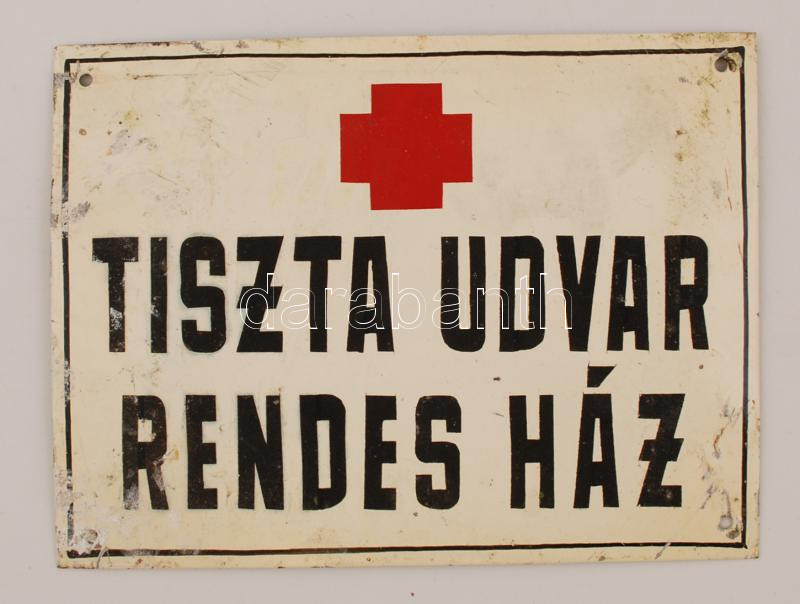 TISZTA UDVAR
darabanth
RENDES HÁZ